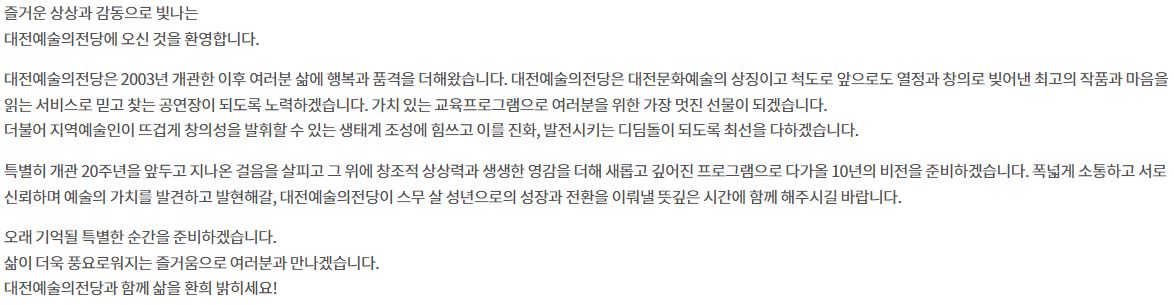 즐거운 상상과 감동으로 빛나는
대전예술의전당에 오신 것을 환영합니다.
대전예술의전당은 2003년 개관한 이후 여러분 삶에 행복과 품격을 더해왔습니다. 대전예술의전당은 대전문화예술의 상징이고 척도로 앞으로도 열정과 창의로 빚어낸 최고의 작품과 마음을
읽는 서비스로 믿고 찾는 공연장이 되도록 노력하겠습니다. 가치 있는 교육프로그램으로 여러분을 위한 가장 멋진 선물이 되겠습니다.
더불어 지역예술인이 뜨겁게 창의성을 발휘할 수 있는 생태계 조성에 힘쓰고 이를 진화, 발전시키는 디딤돌이 되도록 최선을 다하겠습니다.
특별히 개관 20주년을 앞두고 지나온 걸음을 살피고 그 위에 창조적 상상력과 생생한 영감을 더해 새롭고 깊어진 프로그램으로 다가올 10년의 비전을 준비하겠습니다. 폭넓게 소통하고 서로
신뢰하며 예술의 가치를 발견하고 발현해갈, 대전예술의전당이 스무 살 성년으로의 성장과 전환을 이뤄낼 뜻깊은 시간에 함께 해주시길 바랍니다.
오래 기억될 특별한 순간을 준비하겠습니다.
삶이 더욱 풍요로워지는 즐거움으로 여러분과 만나겠습니다.
대전예술의전당과 함께 삶을 환희 밝히세요!